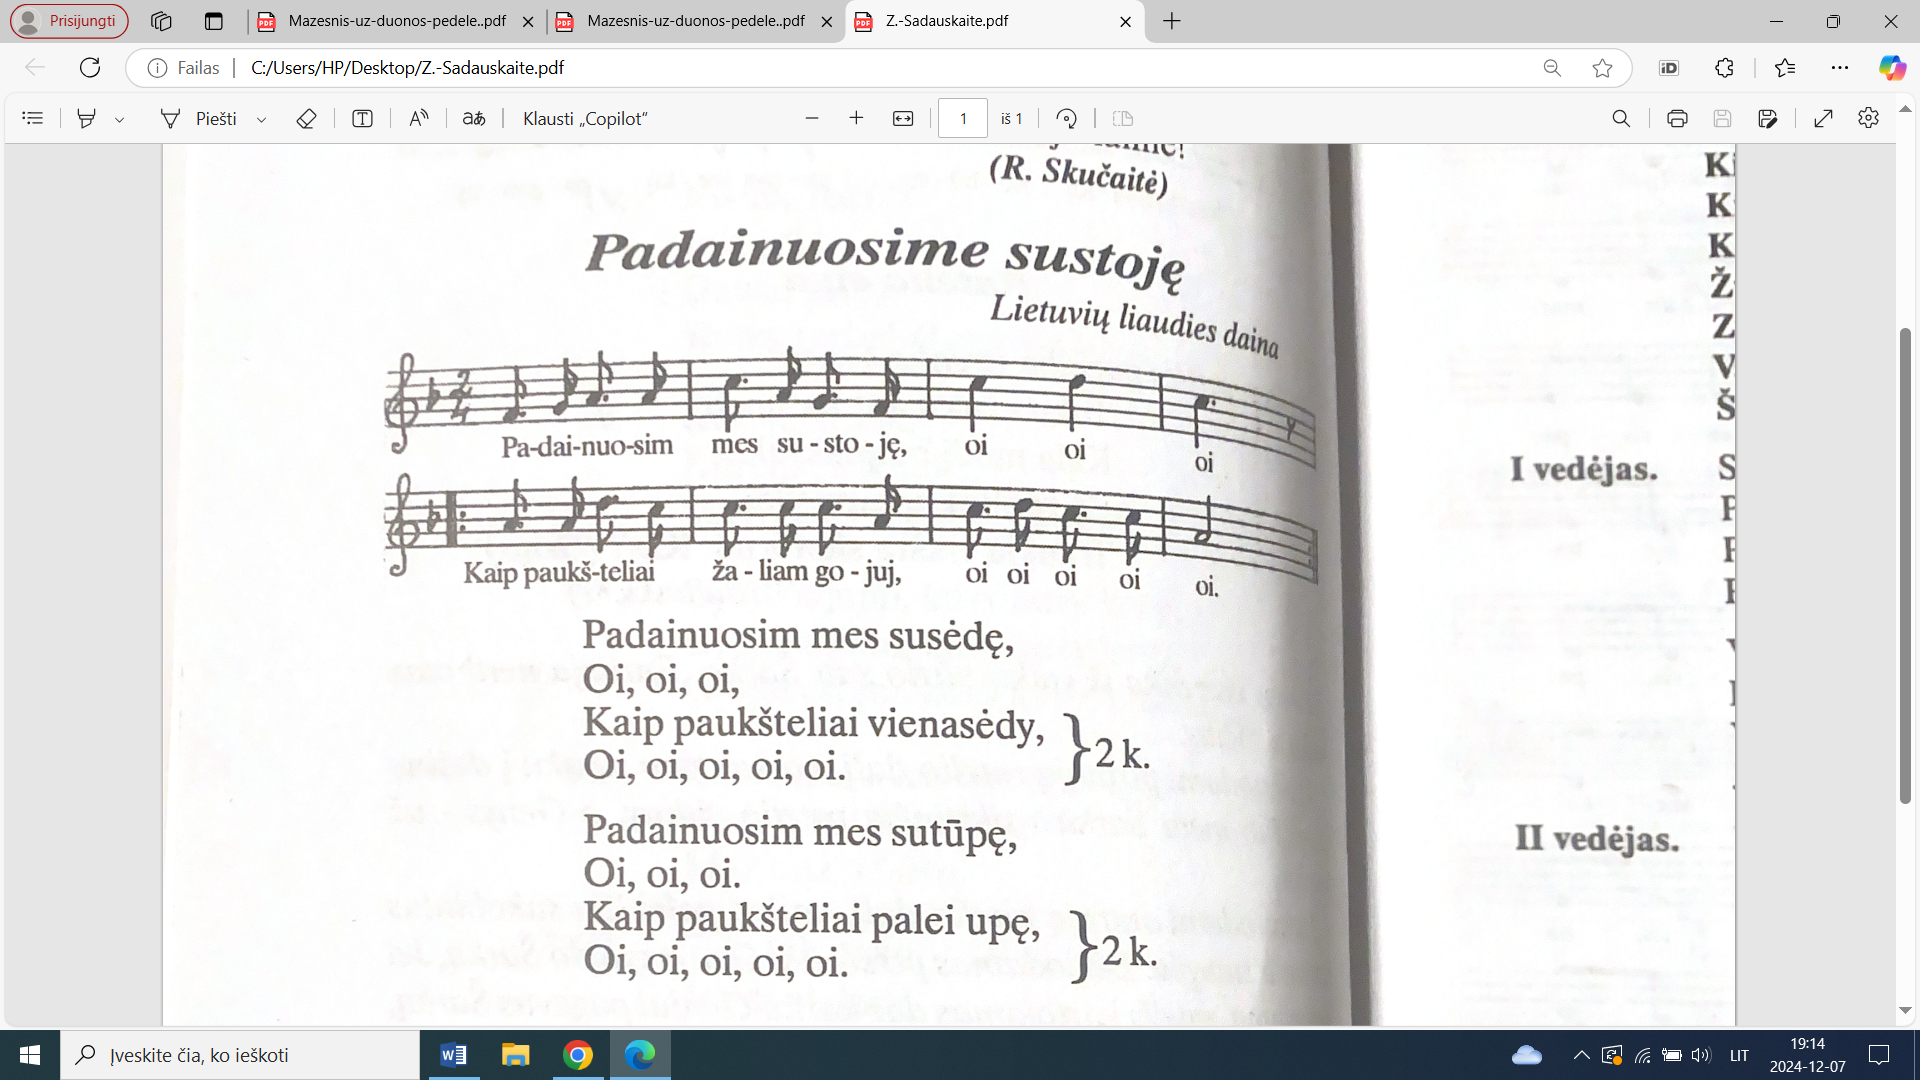 Prisijungti
Mazesnis-uz-duonos-pedele..pdf
Mazesnis-uz-duonos-pedele..pdf
Z.-Sadauskaite.pdf
Failas
C:/Users/HP/Desktop/Z.-Sadauskaite.pdf
Piešti
Klausti „Copilot“
1
iš 1
(R. Skučaitė)
Padainuosime sustoję
Lietuvių liaudies daina
2
4
Pa-dai-nuo-sim mes su-sto-ję, oi oi oi
Kaip paukš-teliai ža-liam go-juj, oi oi oi oi oi.
Padainuosim mes susėdę,
Oi, oi, oi,
Kaip paukšteliai vienasėdy,
Oi, oi, oi, oi, oi.
2 k.
Padainuosim mes sutūpę,
Oi, oi, oi.
Kaip paukšteliai palei upę,
Oi, oi, oi, oi, oi.
2 k.
I vedėjas.
II vedėjas.
Įveskite čia, ko ieškoti
LIT
19:14
2024-12-07